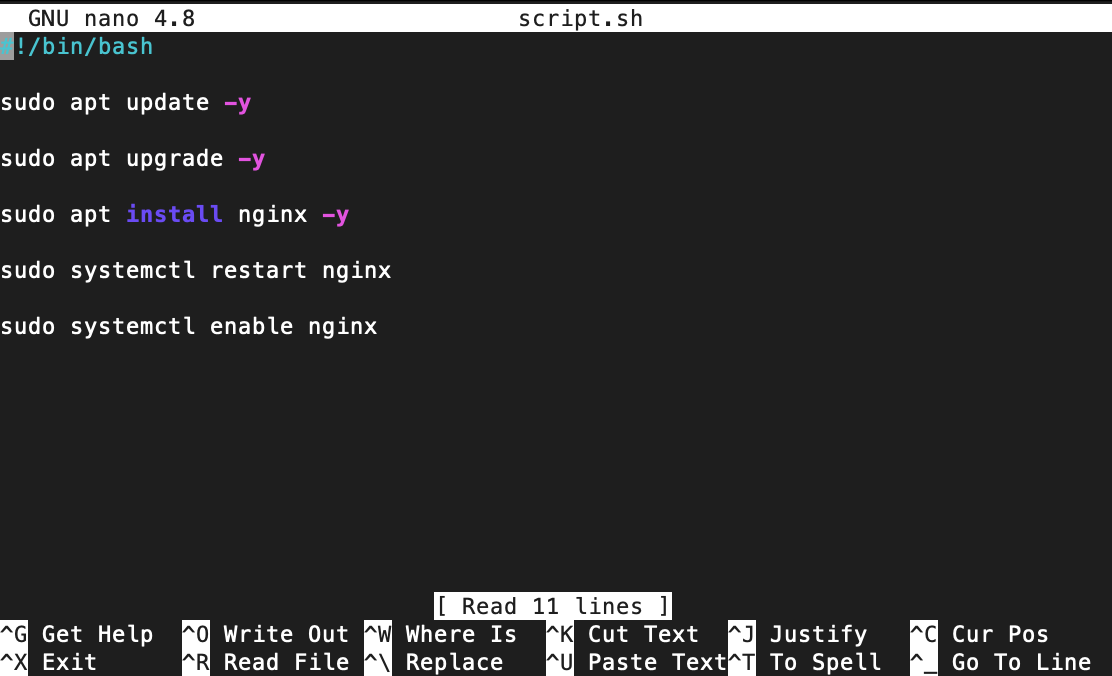 GNU nano 4.8 script.sh
#!/bin/bash
sudo apt update -y
sudo apt upgrade -y
sudo apt install nginx -y
sudo systemctl restart nginx
sudo systemctl enable nginx
[ Read 11 lines ]
^G Get Help ^O Write Out ^W Where Is ^K Cut Text ^J Justify ^C Cur Pos
^X Exit ^R Read File ^\ Replace ^U Paste Text ^T To Spell ^_ Go To Line